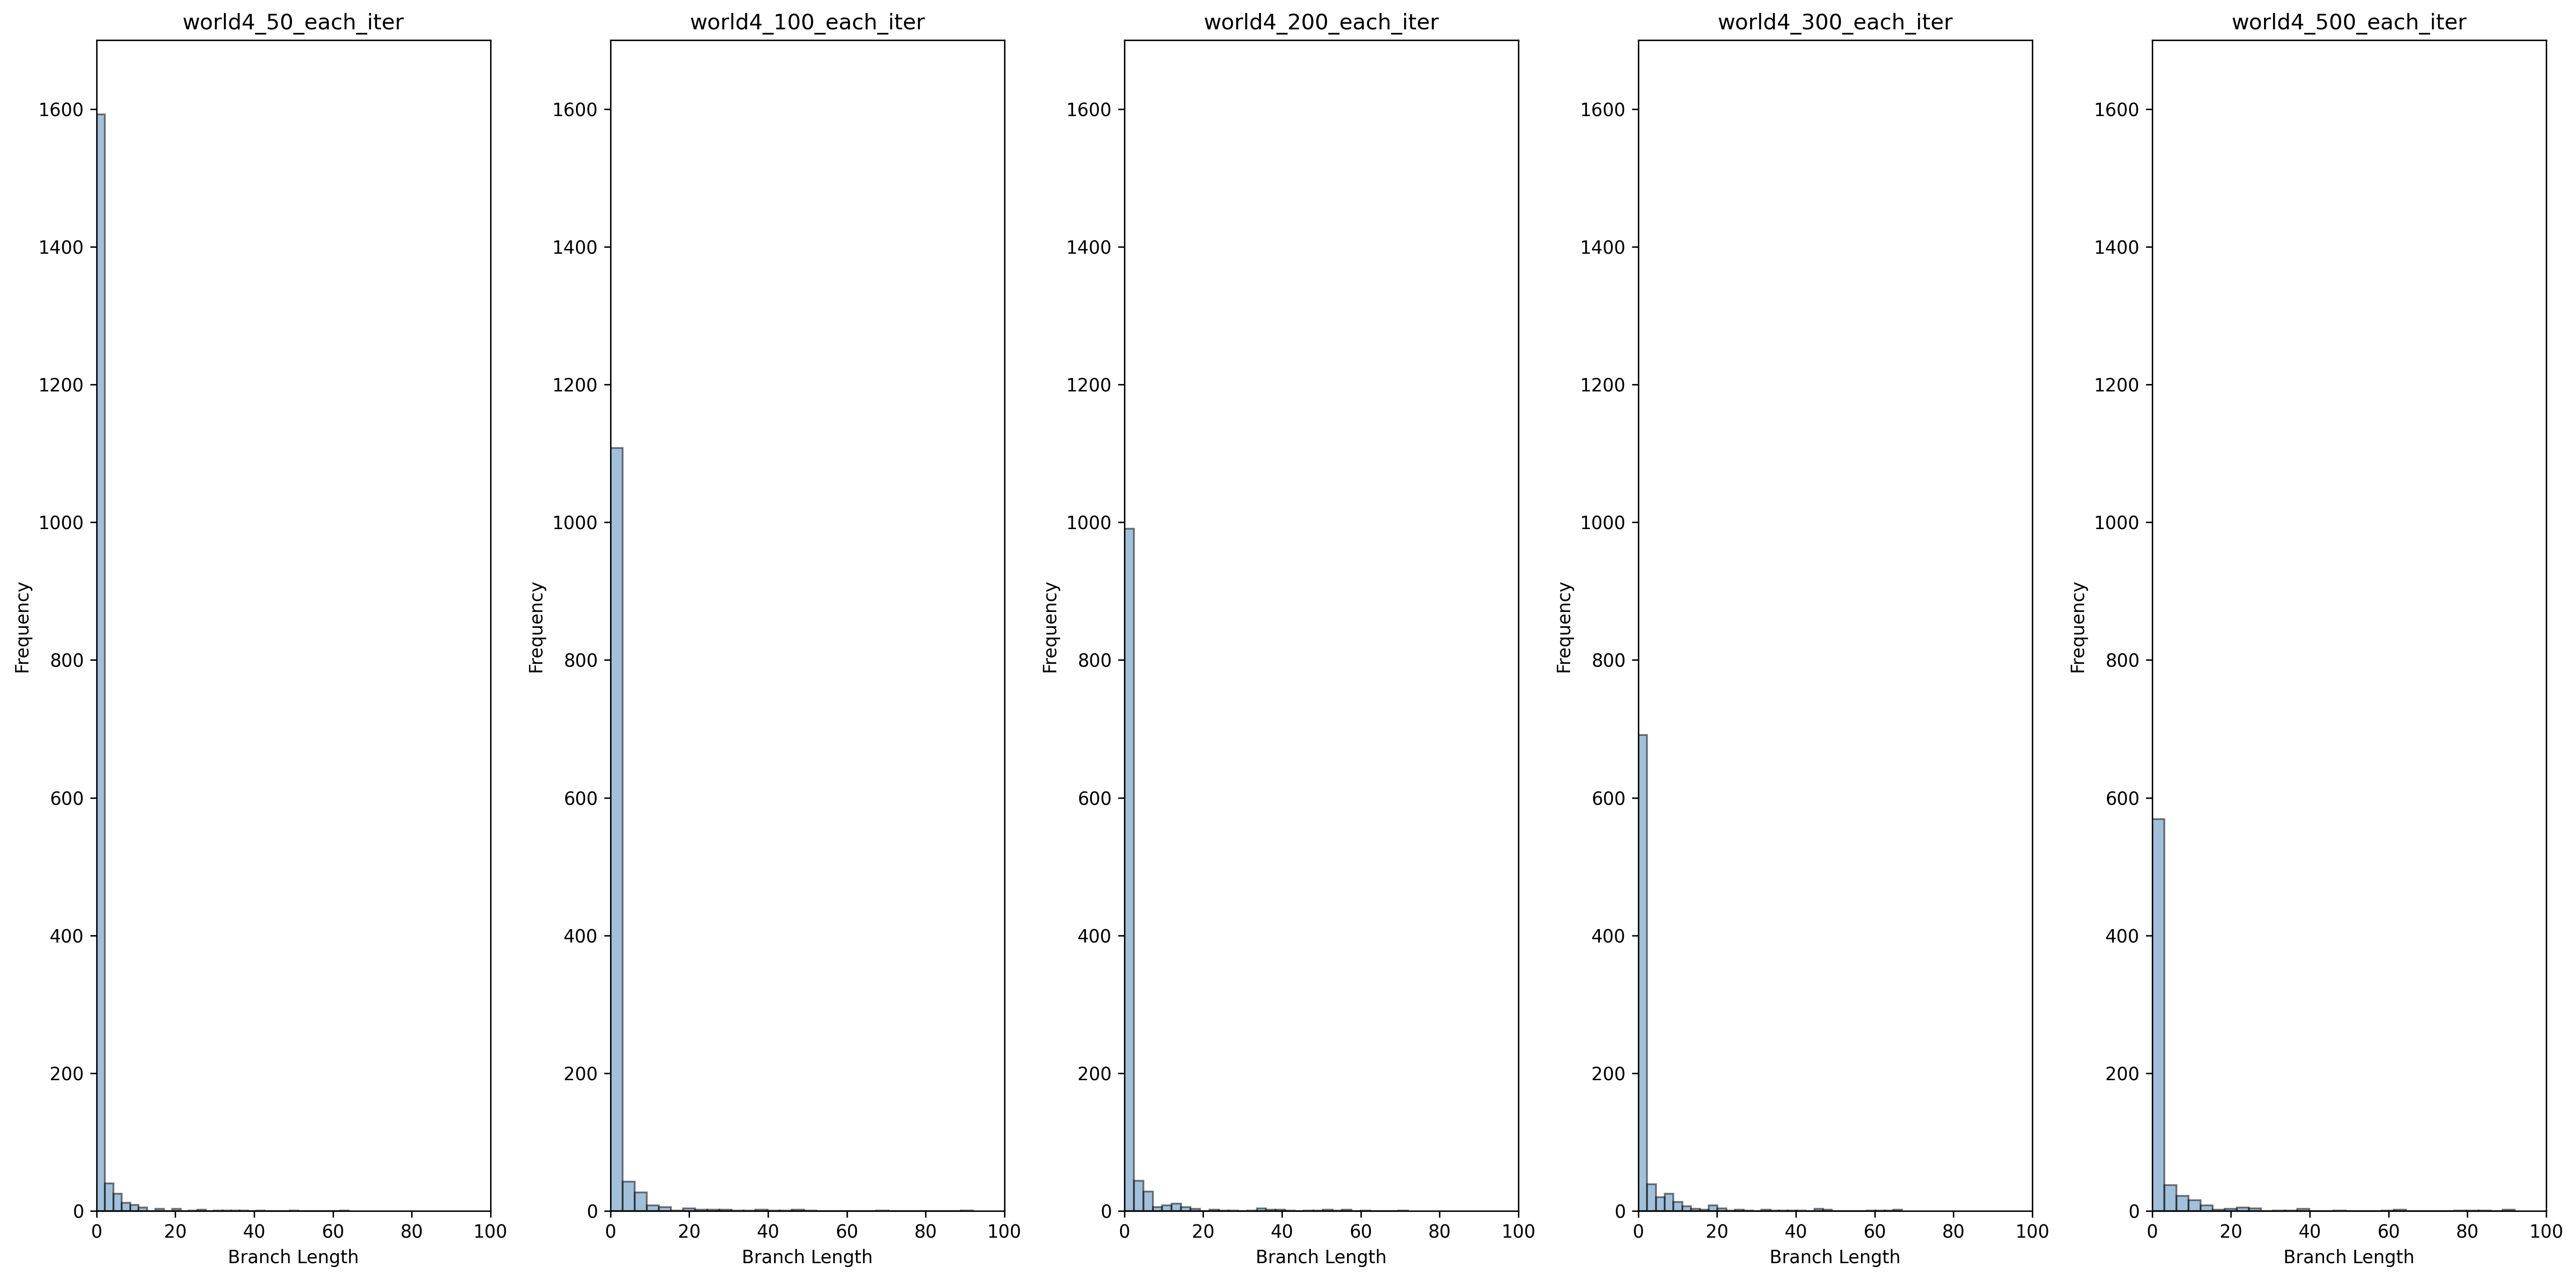 world4_50_each_iter
1600
1400
1200
1000
800
600
400
200
0
Frequency
0 20 40 60 80 100
Branch Length
world4_100_each_iter
1600
1400
1200
1000
800
600
400
200
0
Frequency
0 20 40 60 80 100
Branch Length
world4_200_each_iter
1600
1400
1200
1000
800
600
400
200
0
Frequency
0 20 40 60 80 100
Branch Length
world4_300_each_iter
1600
1400
1200
1000
800
600
400
200
0
Frequency
0 20 40 60 80 100
Branch Length
world4_500_each_iter
1600
1400
1200
1000
800
600
400
200
0
Frequency
0 20 40 60 80 100
Branch Length